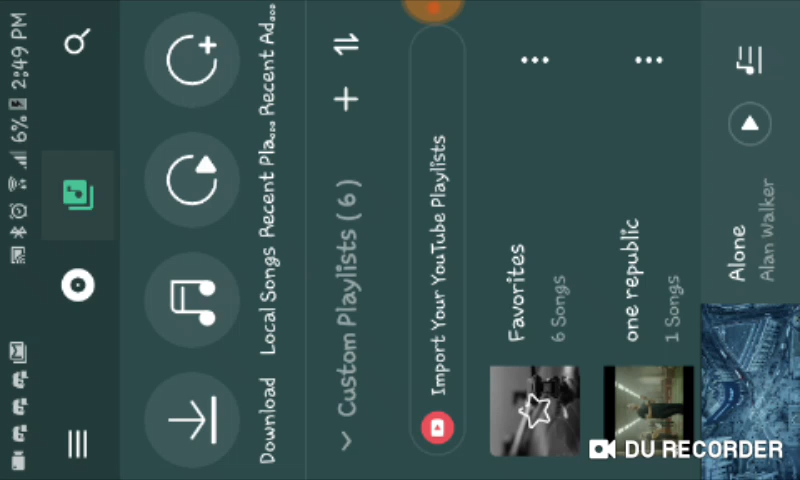 6% 2:49 PM
Download
Local Songs
Recent Pla...
Recent Ad...
Custom Playlists ( 6 )
Import Your YouTube Playlists
Favorites
6 Songs
one republic
1 Songs
Alone
Alan Walker
DU RECORDER